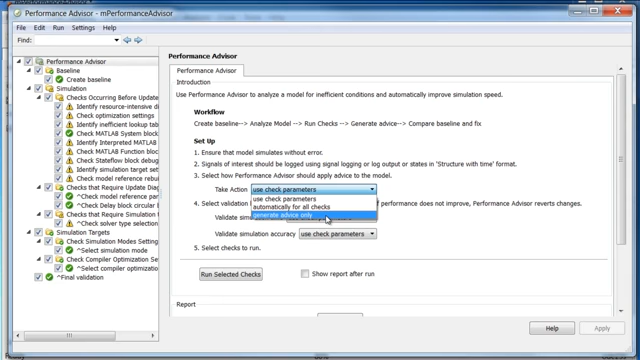 Performance Advisor - mPerformanceAdvisor
File Edit Run Settings Help
Find:
Performance Advisor
Baseline
Create baseline
Simulation
Checks Occurring Before Update
Identify resource-intensive di
Check optimization settings
Identify inefficient lookup tab
Check MATLAB System block
Identify Interpreted MATLAB
Check MATLAB Function block
Check Stateflow block debug
Identify simulation target se
Check model reference rebui
Checks that Require Update Diag
Check model reference para
^Check Delay block circular b
Checks that Require Simulation t
^Check solver type selection
Simulation Targets
Check Simulation Modes Setting
^Select simulation mode
Check Compiler Optimization Se
^Select compiler optimization
^Final validation
Performance Advisor
Performance Advisor
Introduction
Use Performance Advisor to analyze a model for inefficient conditions and automatically improve simulation speed.
Workflow
Create baseline--> Analyze Model --> Run Checks --> Generate advice--> Compare baseline and fix
Set Up
1. Ensure that model simulates without error.
2. Signals of interest should be logged using signal logging or log output or states in 'Structure with time' format.
3. Select how Performance Advisor should apply advice to the model.
Take Action use check parameters
use check parameters
automatically for all checks
generate advice only
4. Select validation
f performance does not improve, Performance Advisor reverts changes.
Validate simu
Validate simulation accuracy use check parameters
5. Select checks to run.
Run Selected Checks
Show report after run
Report
Help
Apply